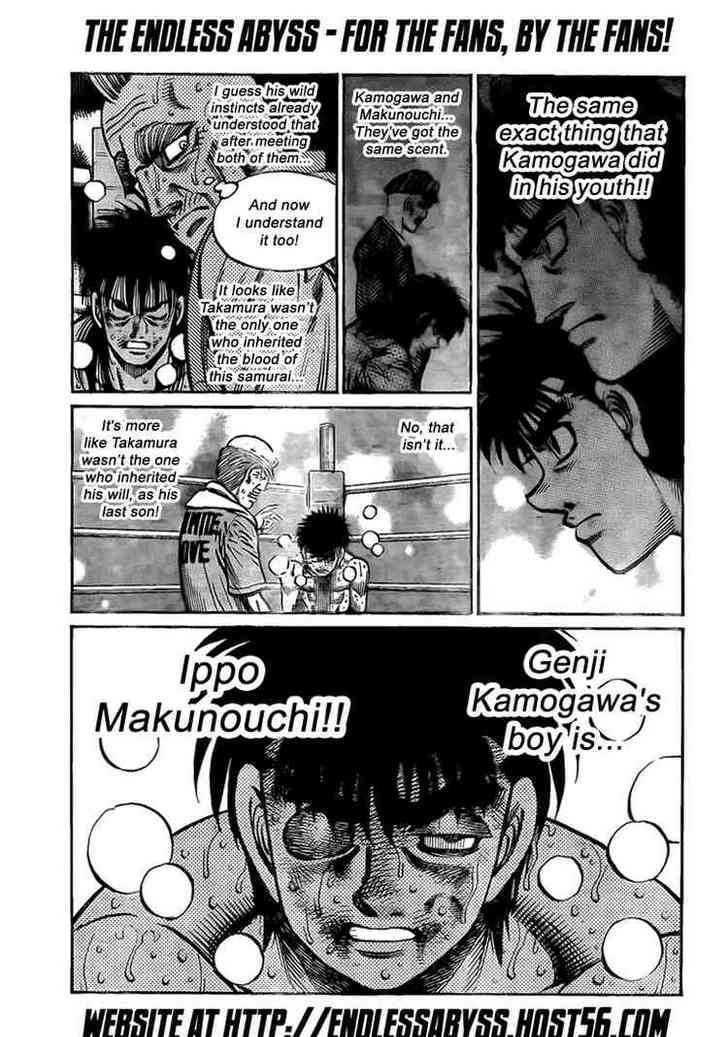 THE ENDLESS ABYSS - FOR THE FANS, BY THE FANS!
The same
exact thing that
Kamogawa did
in his youth!!
Kamogawa and
Makunouchi...
They've got the
same scent.
I guess his wild
instincts already
understood that
after meeting
both of them...
And now
I understand
it too!
It looks like
Takamura wasn't
the only one
who inherited
the blood of
this samurai...
No, that
isn't it...
It's more
like Takamura
wasn't the one
who inherited
his will, as his
last son!
Genji
Kamogawa's
boy is...
Ippo
Makunouchi!!
WEBSITE AT HTTP://ENDLESSABYSS.HOST56.COM